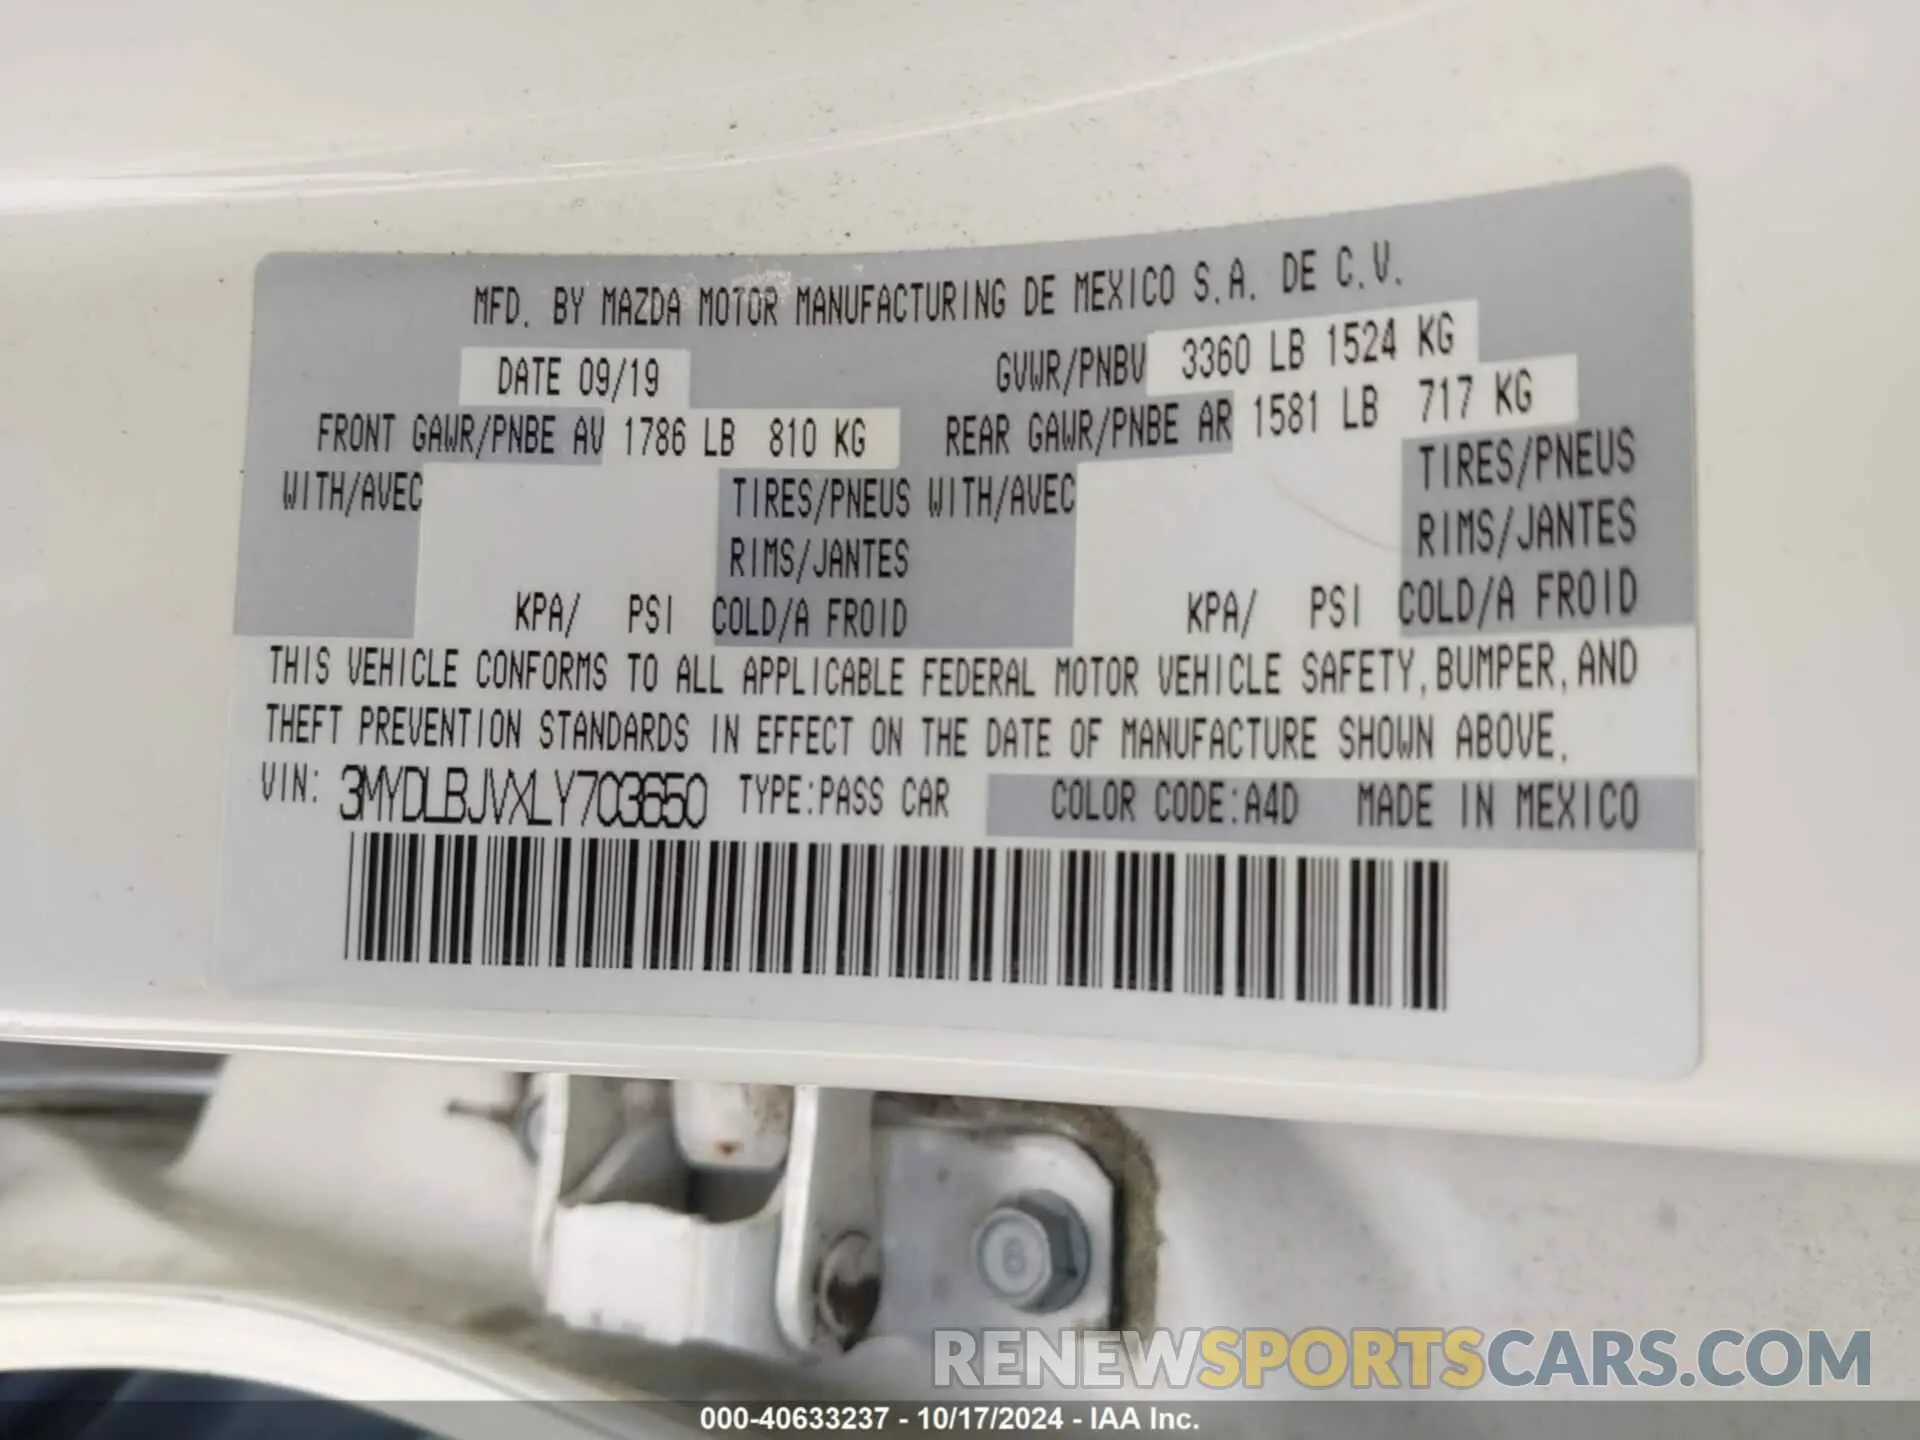 MFD. BY MAZDA MOTOR MANUFACTURING DE MEXICO S.A. DE C.V.
DATE 09/19 GVWR/PNBV 3360 LB 1524 KG
FRONT GAWR/PNBE AV 1786 LB 810 KG REAR GAWR/PNBE AR 1581 LB 717 KG
WITH/AVEC TIRES/PNEUS WITH/AVEC TIRES/PNEUS
RIMS/JANTES RIMS/JANTES
KPA/ PSI COLD/A FROID KPA/ PSI COLD/A FROID
THIS VEHICLE CONFORMS TO ALL APPLICABLE FEDERAL MOTOR VEHICLE SAFETY, BUMPER, AND
THEFT PREVENTION STANDARDS IN EFFECT ON THE DATE OF MANUFACTURE SHOWN ABOVE.
VIN: 3MYDLBJVXLY703650 TYPE:PASS CAR COLOR CODE:A4D MADE IN MEXICO
6
RENEWSPORTSCARS.COM
000-40633237 - 10/17/2024 - IAA Inc.